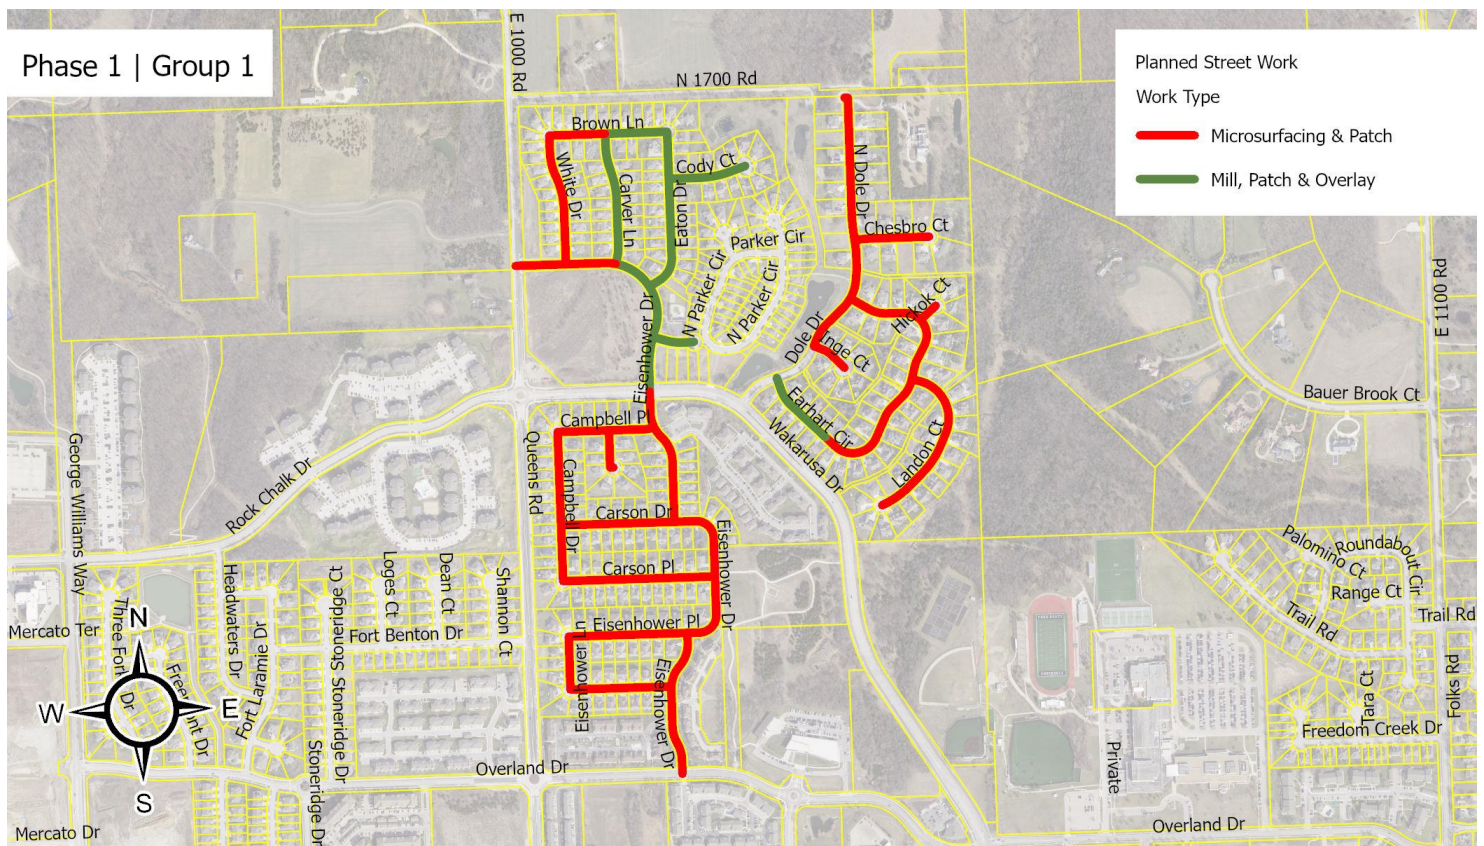 Phase 1 | Group 1
Planned Street Work
Work Type
Microsurfacing & Patch
Mill, Patch & Overlay
E 1000 Rd
N 1700 Rd
Brown Ln
Cody Ct
White Dr
Carver Ln
Eaton Dr
N Dole Dr
Chesbro Ct
Parker Cir
N Parker Cir
N Parker Cir
Hickok Ct
E 1100 Rd
Eisenhower Dr
Dole Dr
Inge Ct
Bauer Brook Ct
Earhart Cir
Campbell Pl
Wakarusa Dr
Landon Ct
George Williams Way
Rock Chalk Dr
Queens Rd
Campbell Dr
Carson Dr
Eisenhower Dr
Palomino Ct
Roundabout Cir
Carson Pl
Headwaters Dr
Stoneridge Ct
Loges Ct
Dean Ct
Shannon Ct
Range Ct
Trail Rd
Trail Rd
Mercato Ter
Three Fork
Dr
N
Fort Laramie Dr
Fort Benton Dr
Eisenhower Pl
Eisenhower Ln
Eisenhower Dr
Free
nt Dr
W
E
S
Stoneridge Dr
Stoneridge Dr
Tara Ct
Folks Rd
Freedom Creek Dr
Private
Overland Dr
Overland Dr
Mercato Dr